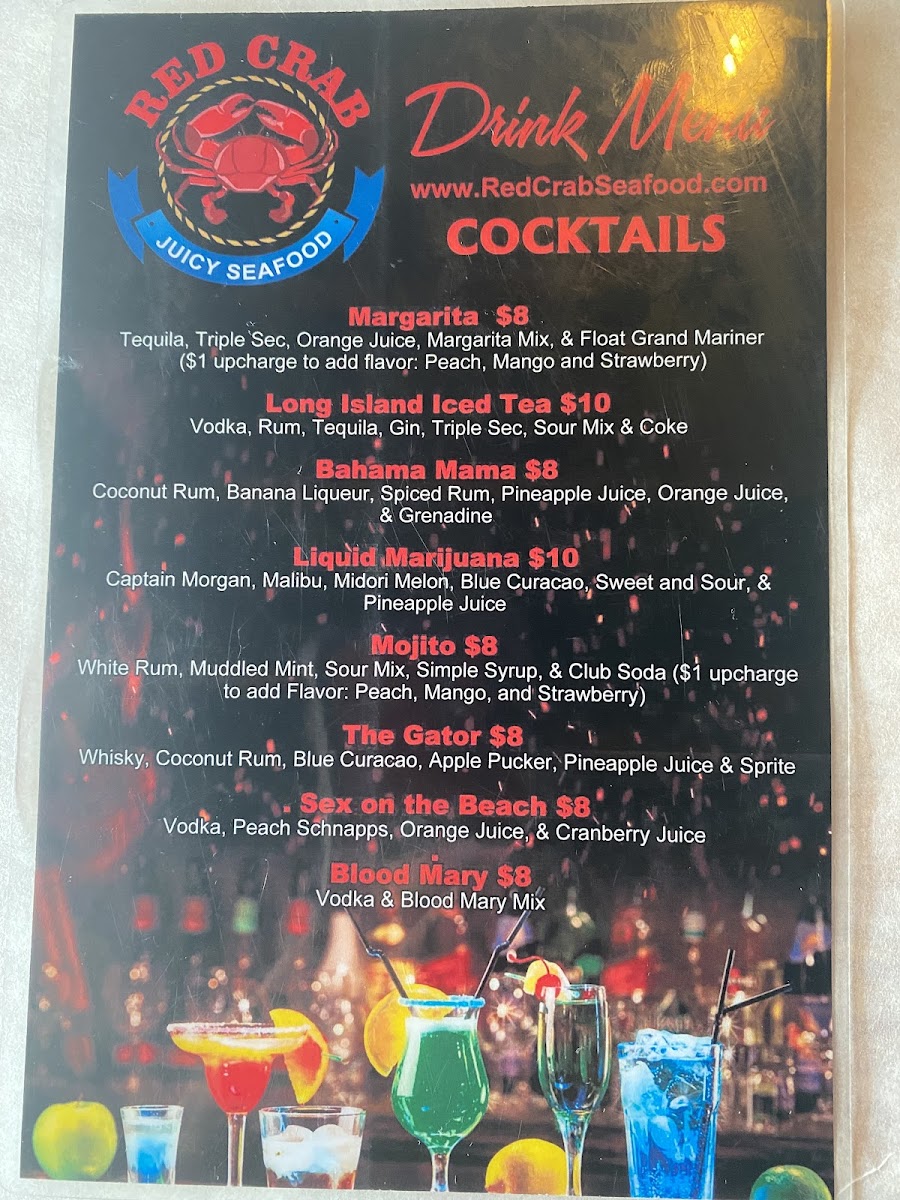 RED CRAB
JUICY SEAFOOD
Drink Menu
www.RedCrabSeafood.com
COCKTAILS
Margarita $8
Tequila, Triple Sec, Orange Juice, Margarita Mix, & Float Grand Mariner
($1 upcharge to add flavor: Peach, Mango and Strawberry)
Long Island Iced Tea $10
Vodka, Rum, Tequila, Gin, Triple Sec, Sour Mix & Coke
Bahama Mama $8
Coconut Rum, Banana Liqueur, Spiced Rum, Pineapple Juice, Orange Juice,
& Grenadine
Liquid Marijuana $10
Captain Morgan, Malibu, Midori Melon, Blue Curacao, Sweet and Sour, &
Pineapple Juice
Mojito $8
White Rum, Muddled Mint, Sour Mix, Simple Syrup, & Club Soda ($1 upcharge
to add Flavor: Peach, Mango, and Strawberry)
The Gator $8
Whisky, Coconut Rum, Blue Curacao, Apple Pucker, Pineapple Juice & Sprite
Sex on the Beach $8
Vodka, Peach Schnapps, Orange Juice, & Cranberry Juice
Blood Mary $8
Vodka & Blood Mary Mix